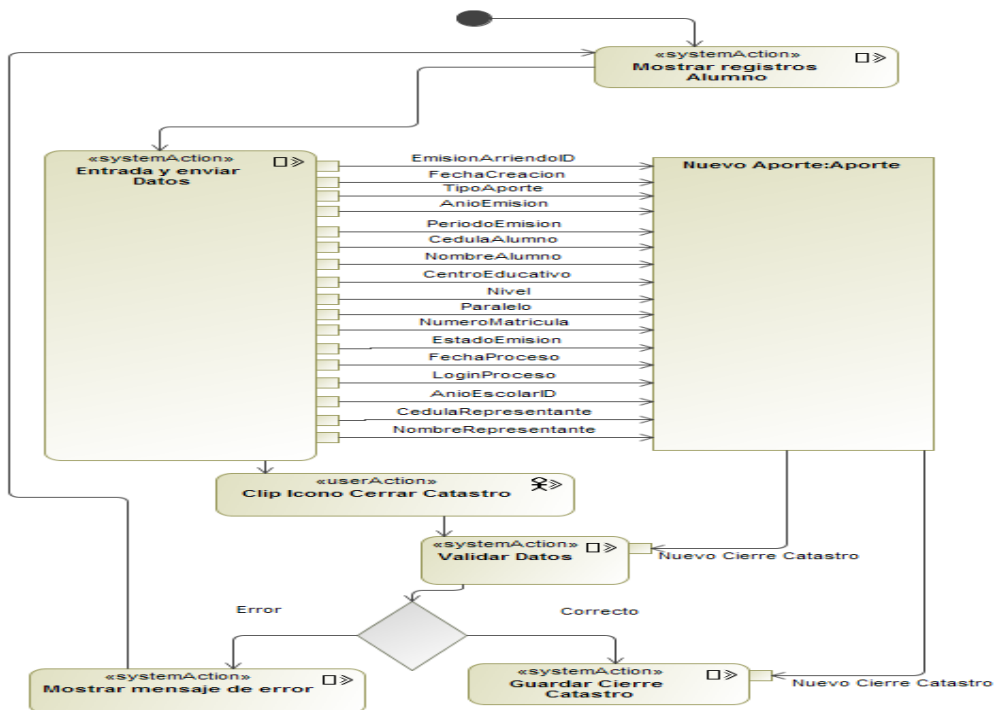 «systemAction»
Mostrar registros
Alumno
«systemAction»
Entrada y enviar
Datos
EmisionArriendoID
FechaCreacion
TipoAporte
AnioEmision
PeriodoEmision
CedulaAlumno
NombreAlumno
CentroEducativo
Nivel
Paralelo
NumeroMatricula
EstadoEmision
FechaProceso
LoginProceso
AnioEscolarID
CedulaRepresentante
NombreRepresentante
Nuevo Aporte:Aporte
«userAction»
Clip Icono Cerrar Catastro
«systemAction»
Validar Datos
Nuevo Cierre Catastro
Error
Correcto
«systemAction»
Mostrar mensaje de error
«systemAction»
Guardar Cierre
Catastro
Nuevo Cierre Catastro